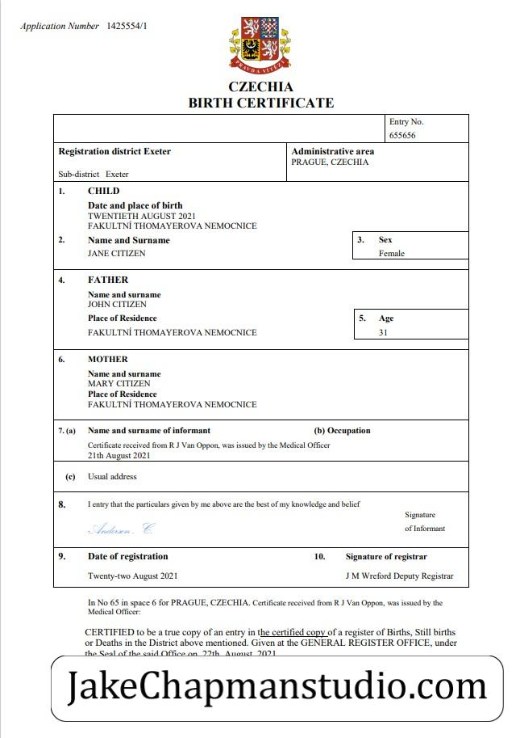 Application Number 1425554/1
PRAVDA VÍTĚZÍ
CZECHIA
BIRTH CERTIFICATE
Entry No.
655656
Registration district Exeter
Administrative area
PRAGUE, CZECHIA
Sub-district Exeter
1. CHILD
Date and place of birth
TWENTIETH AUGUST 2021
FAKULTNÍ THOMAYEROVA NEMOCNICE
2. Name and Surname
3. Sex
JANE CITIZEN
Female
4. FATHER
Name and surname
JOHN CITIZEN
Place of Residence
5. Age
FAKULTNÍ THOMAYEROVA NEMOCNICE
31
6. MOTHER
Name and surname
MARY CITIZEN
Place of Residence
FAKULTNÍ THOMAYEROVA NEMOCNICE
7. (a) Name and surname of informant
(b) Occupation
Certificate received from R J Van Oppon, was issued by the Medical Officer
21th August 2021
(c) Usual address
8. I entry that the particulars given by me above are the best of my knowledge and belief
Signature
of Informant
Anderson. C.
9. Date of registration
10. Signature of registrar
Twenty-two August 2021
J M Wreford Deputy Registrar
In No 65 in space 6 for PRAGUE, CZECHIA. Certificate received from R J Van Oppon, was issued by the
Medical Officer:
CERTIFIED to be a true copy of an entry in the certified copy of a register of Births, Still births
or Deaths in the District above mentioned. Given at the GENERAL REGISTER OFFICE, under
the Seal of the said Office on 22th August 2021
JakeChapmanstudio.com